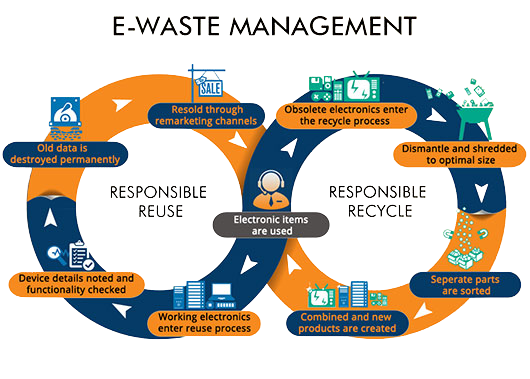 E-WASTE MANAGEMENT
SALE
Resold through
remarketing channels
Obsolete electronics enter
the recycle process
Old data is
destroyed permanently
Dismantle and shredded
to optimal size
RESPONSIBLE
REUSE
RESPONSIBLE
RECYCLE
Electronic items
are used
Device details noted and
functionality checked
Seperate parts
are sorted
Working electronics
enter reuse process
Combined and new
products are created